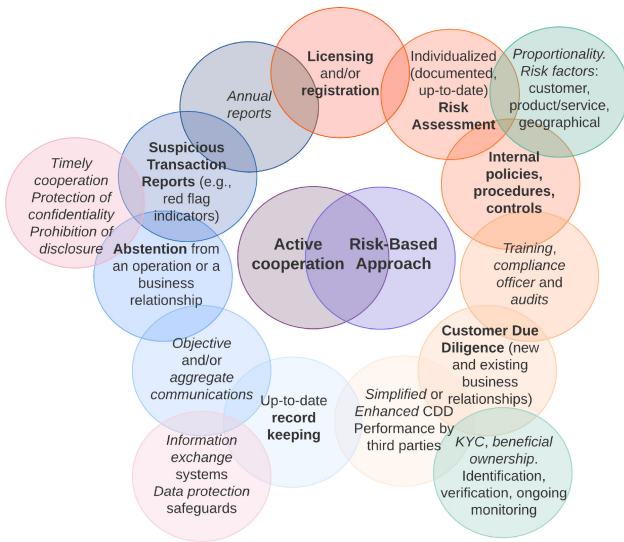 Licensing
and/or
registration
Individualized
(documented,
up-to-date)
Risk
Assessment
Proportionality.
Risk factors:
customer,
product/service,
geographical
Internal
policies,
procedures,
controls
Training,
compliance
officer and
audits
Customer Due
Diligence (new
and existing
business
relationships)
KYC, beneficial
ownership.
Identification,
verification, ongoing
monitoring
Simplified or
Enhanced CDD
Performance by
third parties
Up-to-date
record
keeping
Information
exchange
systems
Data protection
safeguards
Objective
and/or
aggregate
communications
Abstention from
an operation or a
business
relationship
Timely
cooperation
Protection of
confidentiality
Prohibition of
disclosure
Suspicious
Transaction
Reports (e.g.,
red flag
indicators)
Annual
reports
Active
cooperation
Risk-Based
Approach